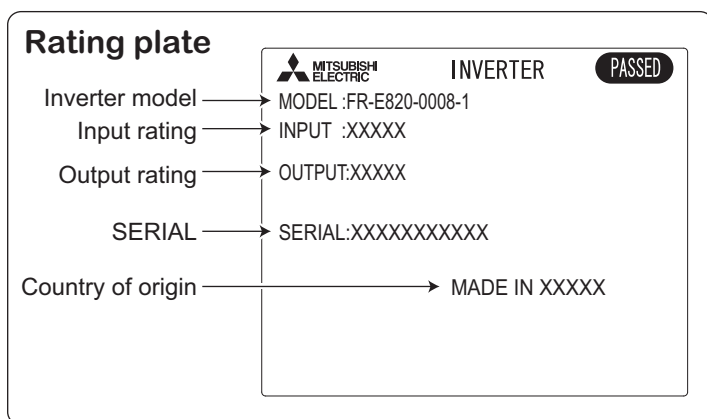 Rating plate
MITSUBISHI
ELECTRIC
INVERTER
PASSED
Inverter model
MODEL :FR-E820-0008-1
Input rating
INPUT :XXXXX
Output rating
OUTPUT:XXXXX
SERIAL
SERIAL:XXXXXXXXXXX
Country of origin
MADE IN XXXXX